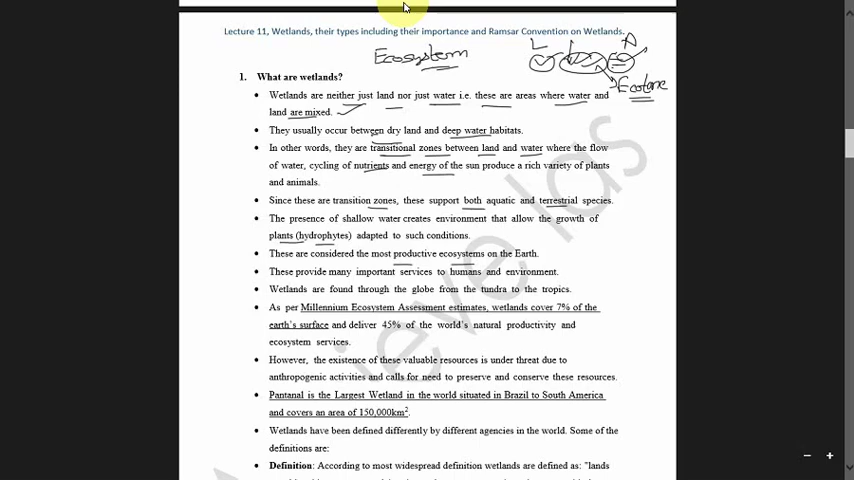 Lecture 11, Wetlands, their types including their importance and Ramsar Convention on Wetlands.
Ecosystem
L A
Ecotone
1. What are wetlands?
• Wetlands are neither just land nor just water i.e. these are areas where water and
land are mixed.
• They usually occur between dry land and deep water habitats.
• In other words, they are transitional zones between land and water where the flow
of water, cycling of nutrients and energy of the sun produce a rich variety of plants
and animals.
• Since these are transition zones, these support both aquatic and terrestrial species.
• The presence of shallow water creates environment that allow the growth of
plants (hydrophytes) adapted to such conditions.
• These are considered the most productive ecosystems on the Earth.
• These provide many important services to humans and environment.
• Wetlands are found through the globe from the tundra to the tropics.
• As per Millennium Ecosystem Assessment estimates, wetlands cover 7% of the
earth's surface and deliver 45% of the world's natural productivity and
ecosystem services.
• However, the existence of these valuable resources is under threat due to
anthropogenic activities and calls for need to preserve and conserve these resources.
• Pantanal is the Largest Wetland in the world situated in Brazil to South America
and covers an area of 150,000km².
• Wetlands have been defined differently by different agencies in the world. Some of the
definitions are:
• Definition: According to most widespread definition wetlands are defined as: "lands
ieve Ias